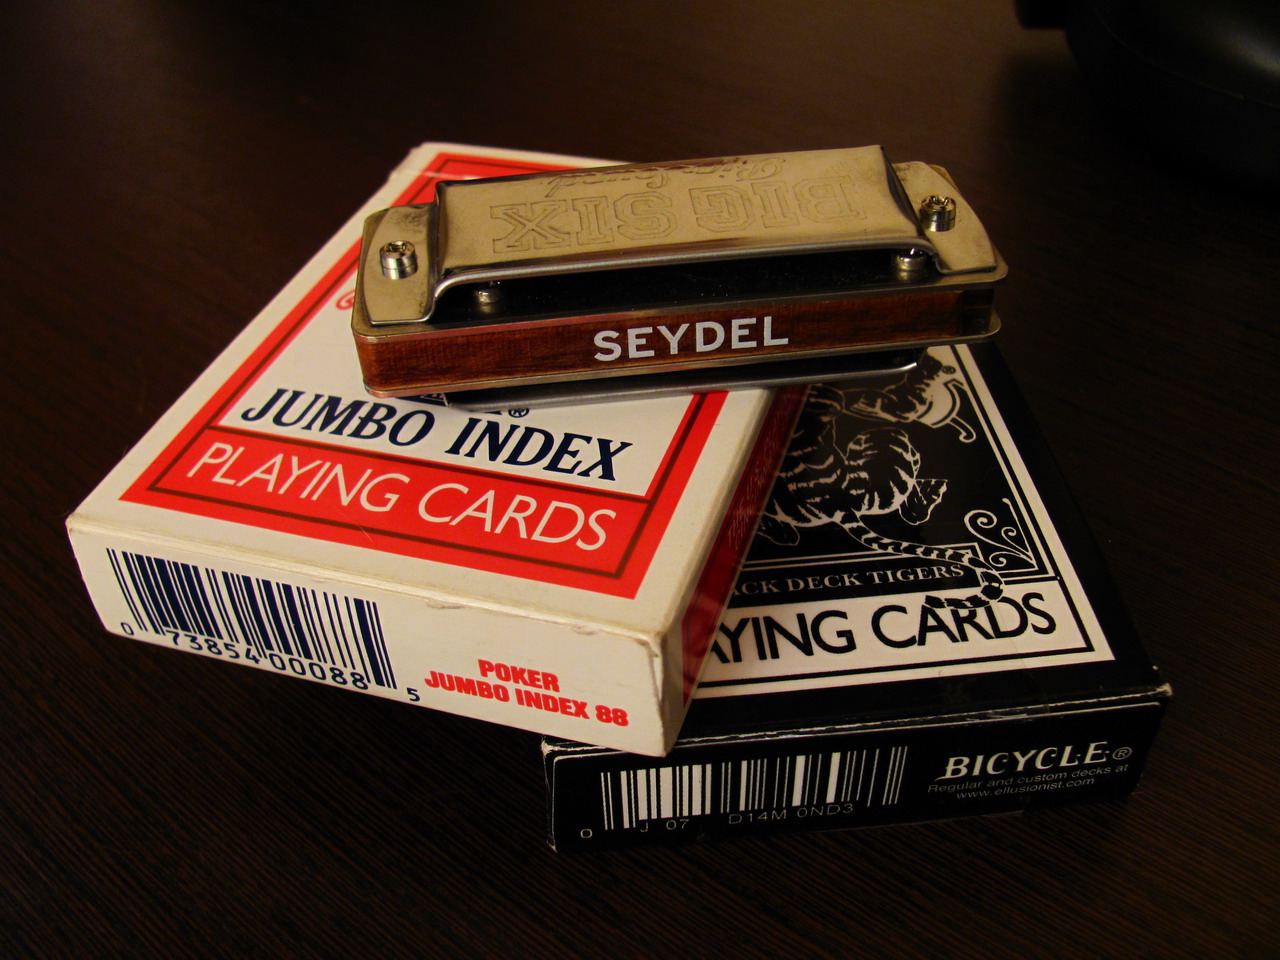 BIG SIX
SEYDEL
JUMBO INDEX
PLAYING CARDS
0 73854 00088 5
POKER
JUMBO INDEX 88
ACK DECK TIGERS
AYING CARDS
0 J 07 D14M 0ND3
BICYCLE®
Regular and custom decks at
www.ellusionist.com